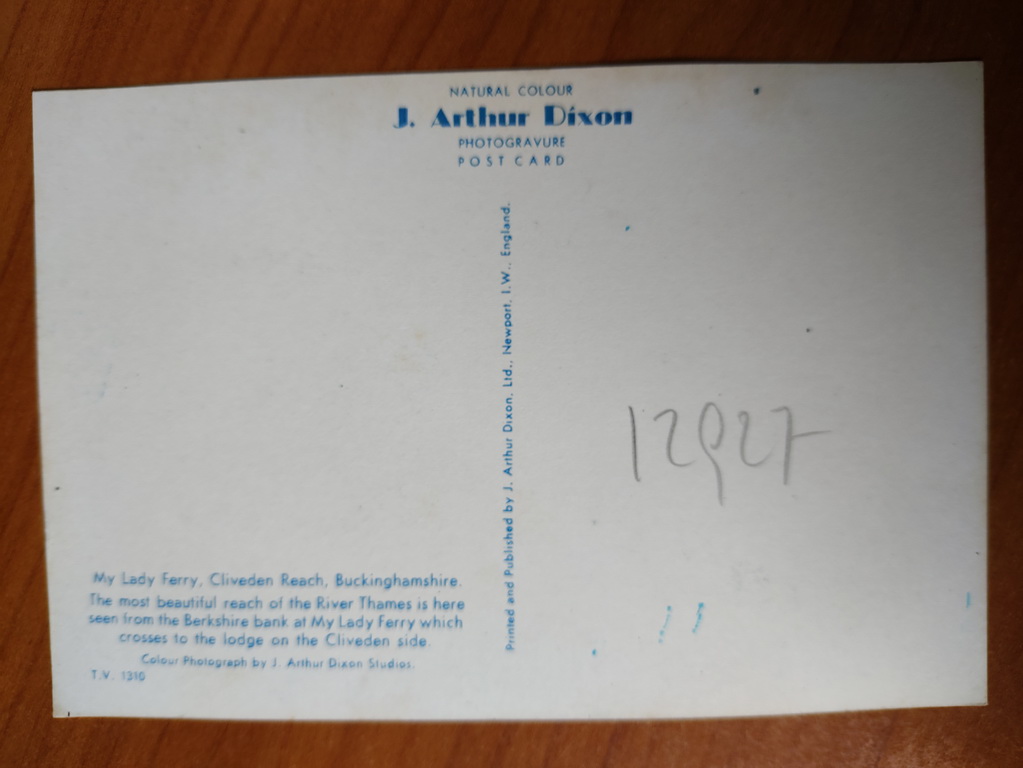 NATURAL COLOUR
J. Arthur Dixon
PHOTOGRAVURE
POST CARD
Printed and Published by J. Arthur Dixon, Ltd., Newport, I.W., England.
12927
My Lady Ferry, Cliveden Reach, Buckinghamshire.
The most beautiful reach of the River Thames is here
seen from the Berkshire bank at My Lady Ferry which
crosses to the lodge on the Cliveden side.
Colour Photograph by J. Arthur Dixon Studios.
T.V. 1310